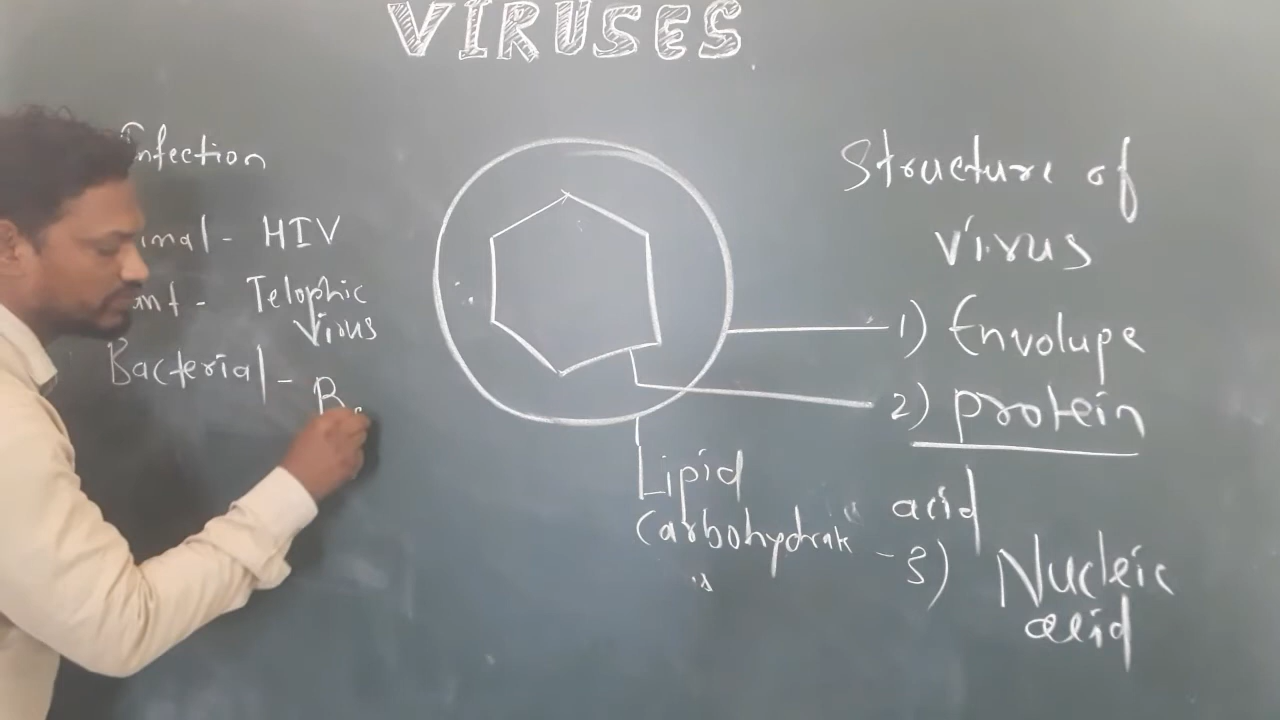 VIRUSES
Infection
inal - HIV
ant - Telophic
Virus
Bacterial - B
Structure of
Virus
1) Envolupe
2) protein
acid
3) Nucleic
acid
Lipid
Carbohydrate